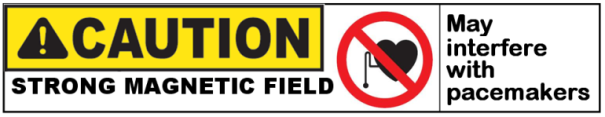 CAUTION
STRONG MAGNETIC FIELD
May
interfere
with
pacemakers